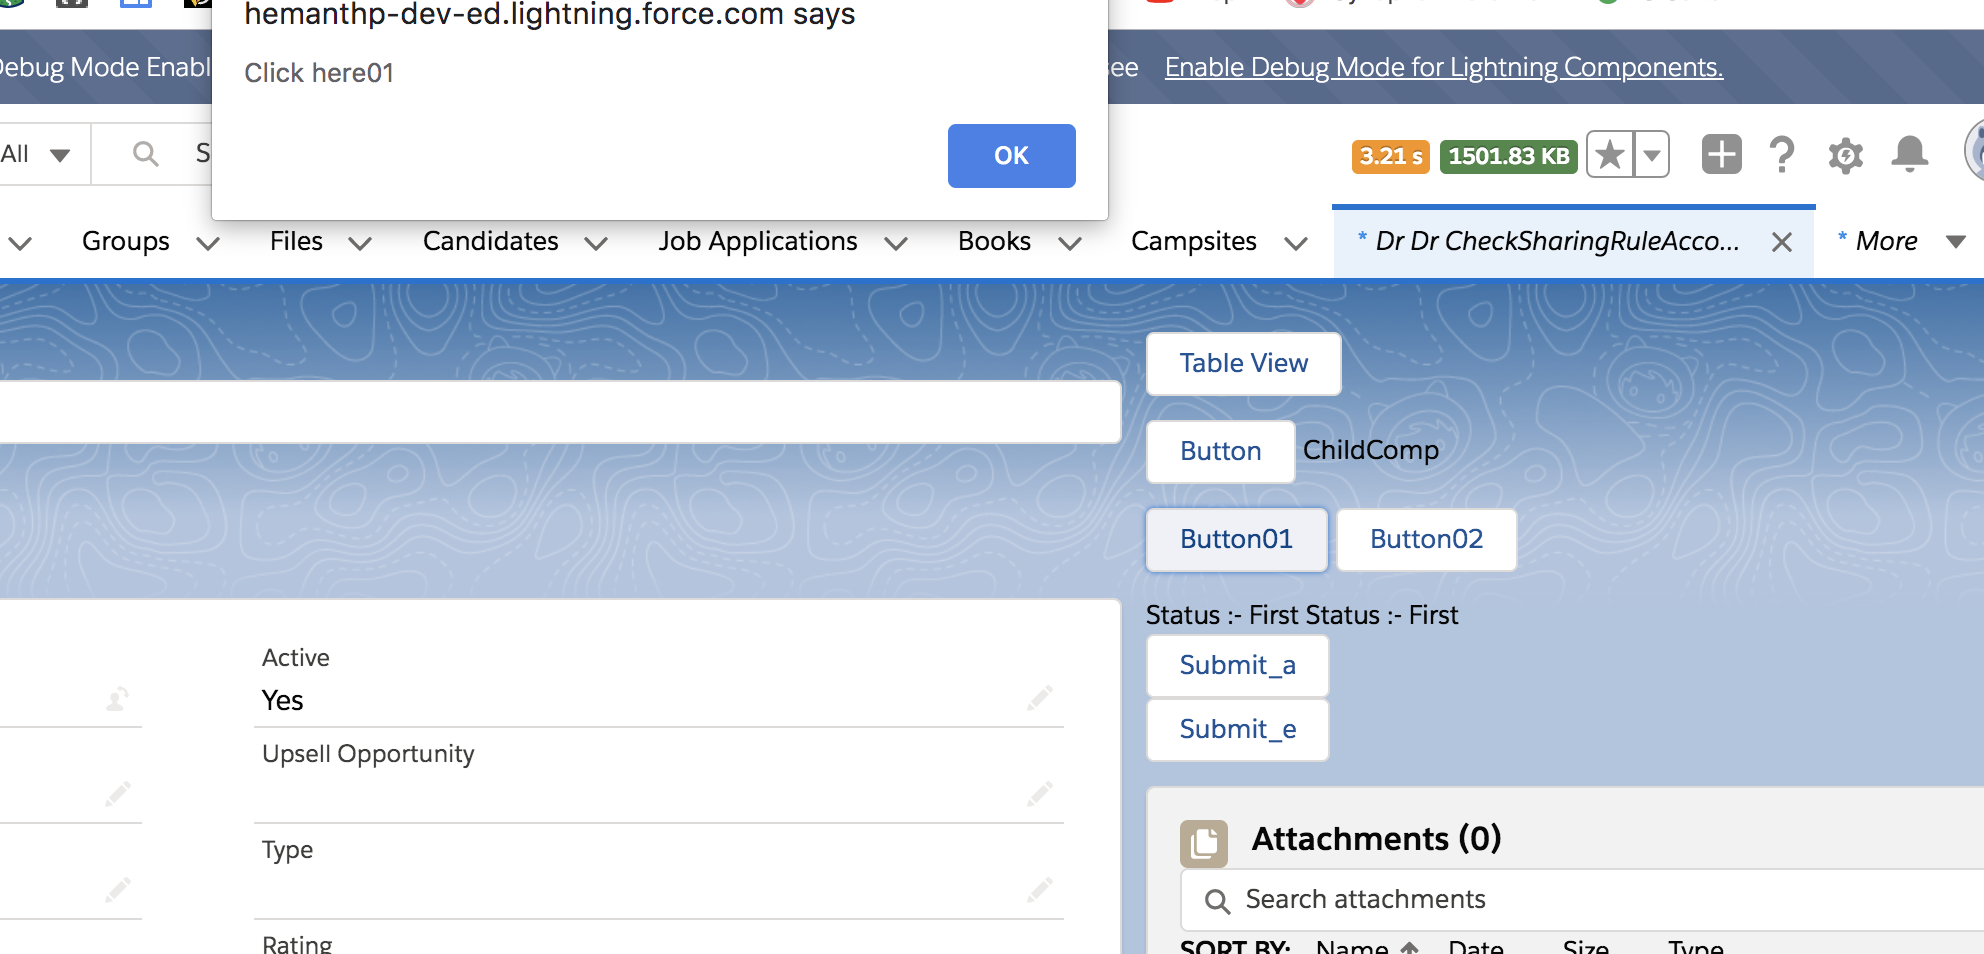 hemanthp-dev-ed.lightning.force.com says
Click here01
OK
Debug Mode Enabl
see Enable Debug Mode for Lightning Components.
All
S
3.21 s 1501.83 KB
Groups Files Candidates Job Applications Books Campsites * Dr Dr CheckSharingRuleAcco... * More
Table View
Button ChildComp
Button01 Button02
Status :- First Status :- First
Submit_a
Submit_e
Active
Yes
Upsell Opportunity
Type
Rating
Attachments (0)
Search attachments
SORT BY: Name Date Size Type